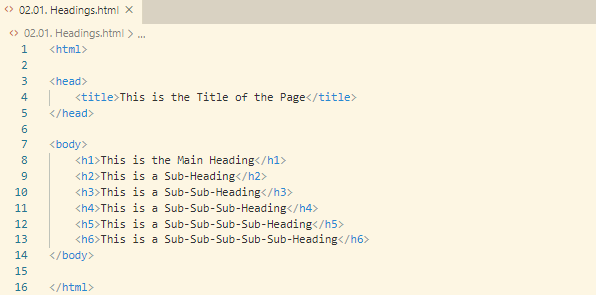 <> 02.01. Headings.html ×
<> 02.01. Headings.html > ...
1 <html>
2
3 <head>
4 <title>This is the Title of the Page</title>
5 </head>
6
7 <body>
8 <h1>This is the Main Heading</h1>
9 <h2>This is a Sub-Heading</h2>
10 <h3>This is a Sub-Sub-Heading</h3>
11 <h4>This is a Sub-Sub-Sub-Heading</h4>
12 <h5>This is a Sub-Sub-Sub-Sub-Heading</h5>
13 <h6>This is a Sub-Sub-Sub-Sub-Sub-Heading</h6>
14 </body>
15
16 </html>